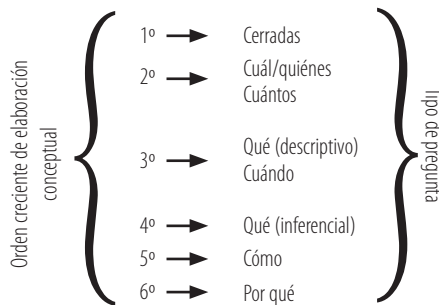 Orden creciente de elaboración
conceptual
1º Cerradas
2º Cuál/quiénes
Cuántos
3º Qué (descriptivo)
Cuándo
4º Qué (inferencial)
5º Cómo
6º Por qué
Tipo de pregunta